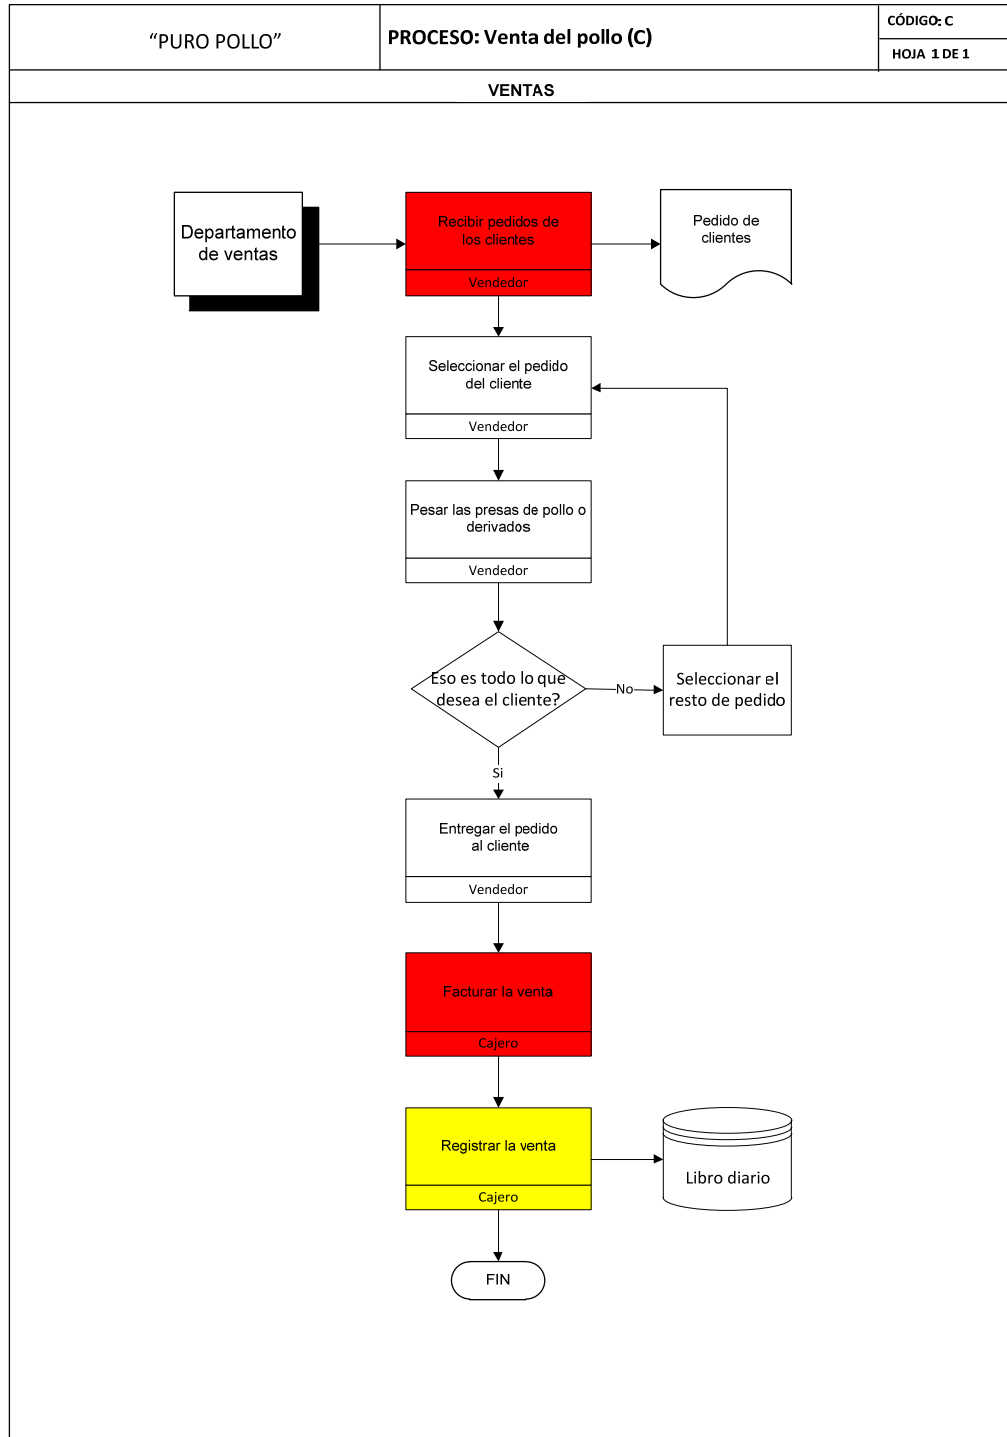 “PURO POLLO”
PROCESO: Venta del pollo (C)
CÓDIGO: C
HOJA 1 DE 1
VENTAS
Departamento
de ventas
Recibir pedidos de
los clientes
Vendedor
Pedido de
clientes
Seleccionar el pedido
del cliente
Vendedor
Pesar las presas de pollo o
derivados
Vendedor
Eso es todo lo que
desea el cliente?
No
Seleccionar el
resto de pedido
Si
Entregar el pedido
al cliente
Vendedor
Facturar la venta
Cajero
Registrar la venta
Cajero
Libro diario
FIN